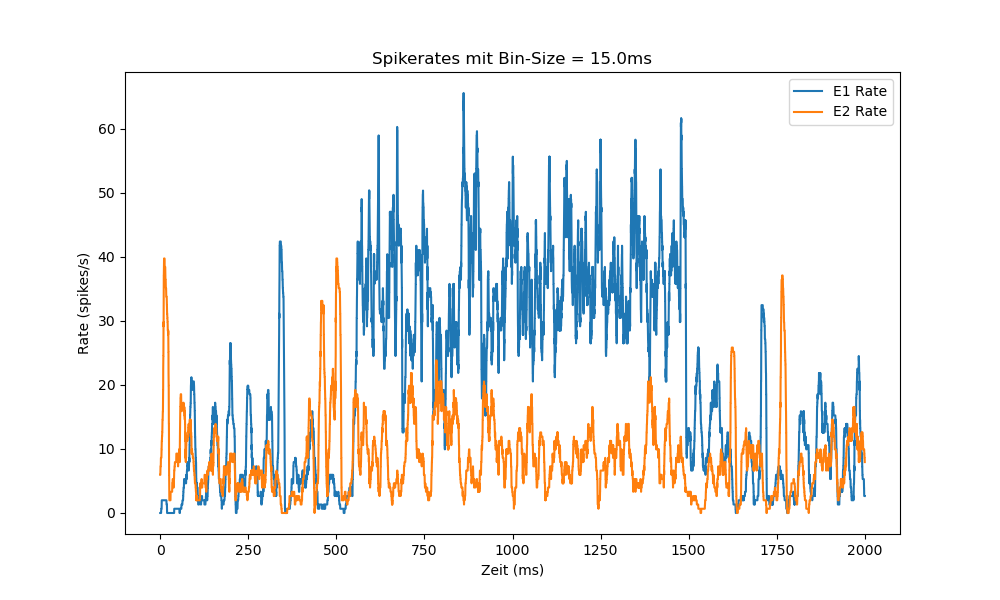 Spikerates mit Bin-Size = 15.0ms
E1 Rate
E2 Rate
Rate (spikes/s)
60
50
40
30
20
10
0
0 250 500 750 1000 1250 1500 1750 2000
Zeit (ms)